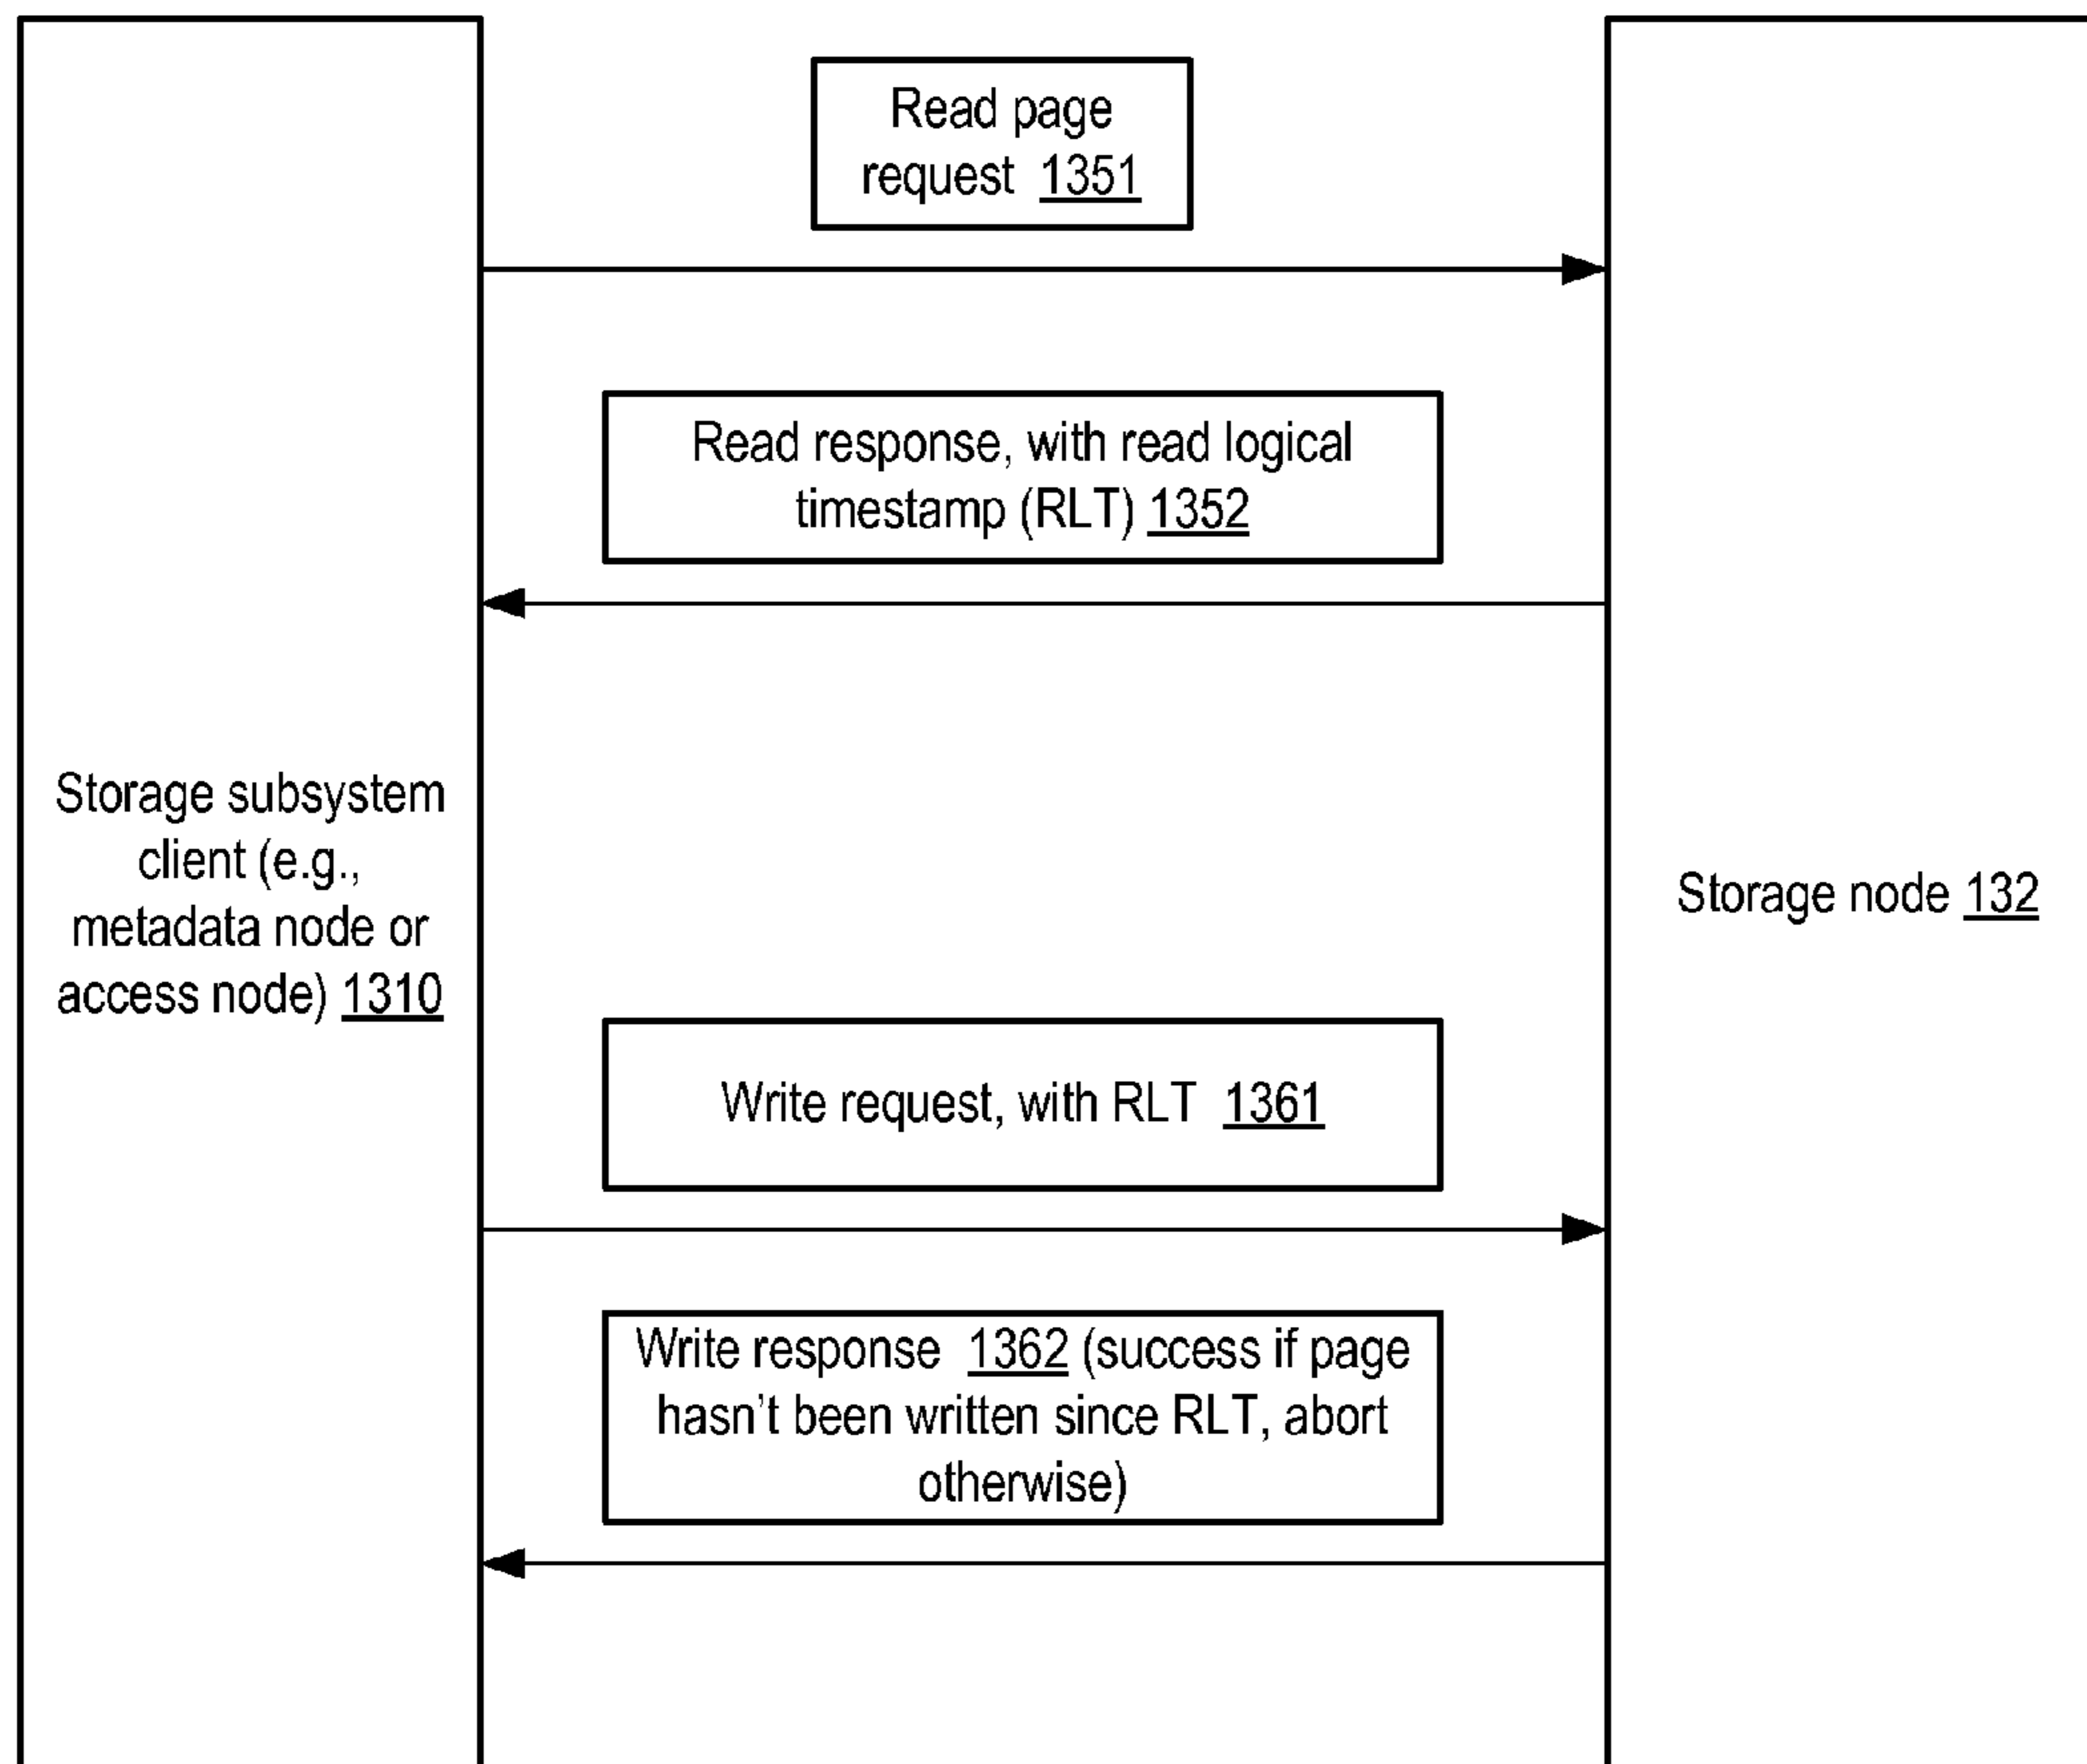 Read page
request 1351
Read response, with read logical
timestamp (RLT) 1352
Storage subsystem
client (e.g.,
metadata node or
access node) 1310
Storage node 132
Write request, with RLT 1361
Write response 1362 (success if page
hasn't been written since RLT, abort
otherwise)